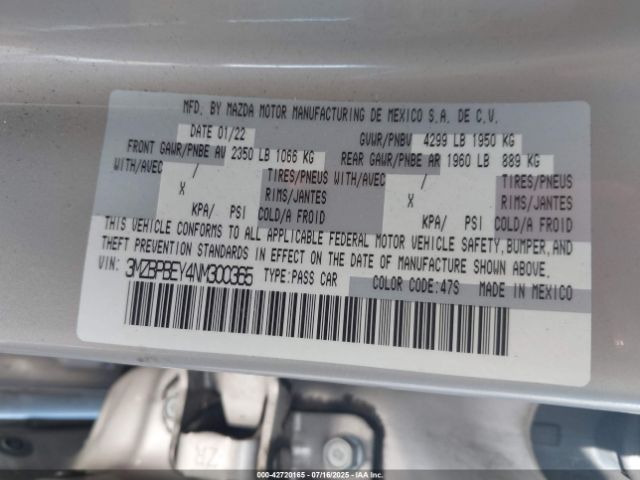 MFD. BY MAZDA MOTOR MANUFACTURING DE MEXICO S.A. DE C.V.
DATE 01/22 GVWR/PNBV 4299 LB 1950 KG
FRONT GAWR/PNBE AV 2350 LB 1066 KG REAR GAWR/PNBE AR 1960 LB 889 KG
WITH/AVEC / TIRES/PNEUS WITH/AVEC / TIRES/PNEUS
X RIMS/JANTES X RIMS/JANTES
KPA/ PSI COLD/A FROID KPA/ PSI COLD/A FROID
THIS VEHICLE CONFORMS TO ALL APPLICABLE FEDERAL MOTOR VEHICLE SAFETY, BUMPER, AND
THEFT PREVENTION STANDARDS IN EFFECT ON THE DATE OF MANUFACTURE SHOWN ABOVE.
VIN: 3MZBPBEY4NM300365 TYPE:PASS CAR COLOR CODE:47S MADE IN MEXICO
ZR
000-42720165 07/16/2025 IAA Inc.